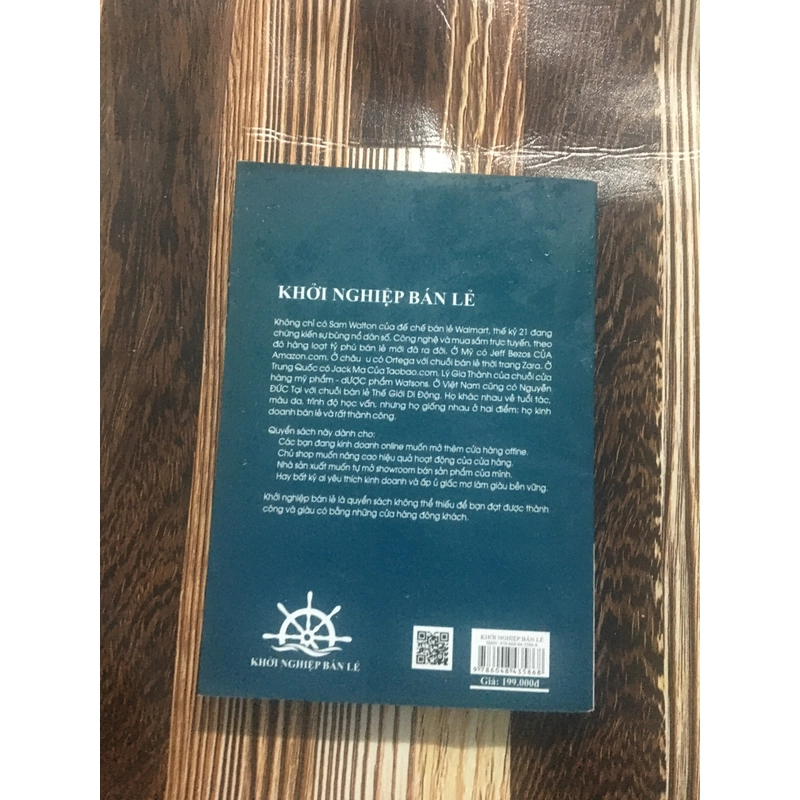 KHỞI NGHIỆP BÁN LẺ
Không chỉ có Sam Walton của đế chế bán lẻ Walmart, thế kỷ 21 đang
chứng kiến sự bùng nổ dân số. Công nghệ và mua sắm trực tuyến, theo
đó hàng loạt tỷ phú bán lẻ mới đã ra đời. Ở Mỹ có Jeff Bezos CỦA
Amazon.com. Ở châu u có Ortega với chuỗi bán lẻ thời trang Zara. Ở
Trung Quốc có Jack Ma Của Taobao.com. Lý Gia Thành của chuỗi cửa
hàng mỹ phẩm - dƯỢC phẩm Watsons. Ở Việt Nam cũng có Nguyễn
ĐỨC Tại với chuỗi bán lẻ Thế Giới Di Động. Họ khác nhau về tuổi tác,
màu da, trình độ học vấn, nhưng họ giống nhau ở hai điểm: họ kinh
doanh bán lẻ và rất thành công.
Quyển sách này dành cho:
Các bạn đang kinh doanh online muốn mở thêm cửa hàng offine.
Chủ shop muốn nâng cao hiệu quả hoạt động của cửa hàng.
Nhà sản xuất muốn tự mở showroom bán sản phẩm của mình.
Hay bất kỳ ai yêu thích kinh doanh và ấp ủ giấc mơ làm giàu bền vững.
Khởi nghiệp bán lẻ là quyển sách không thể thiếu để bạn đạt được thành
công và giàu có bằng những cửa hàng đông khách.
KHỞI NGHIỆP BÁN LẺ
KHỞI NGHIỆP BÁN LẺ
9 786048 435868
Giá: 199.000đ